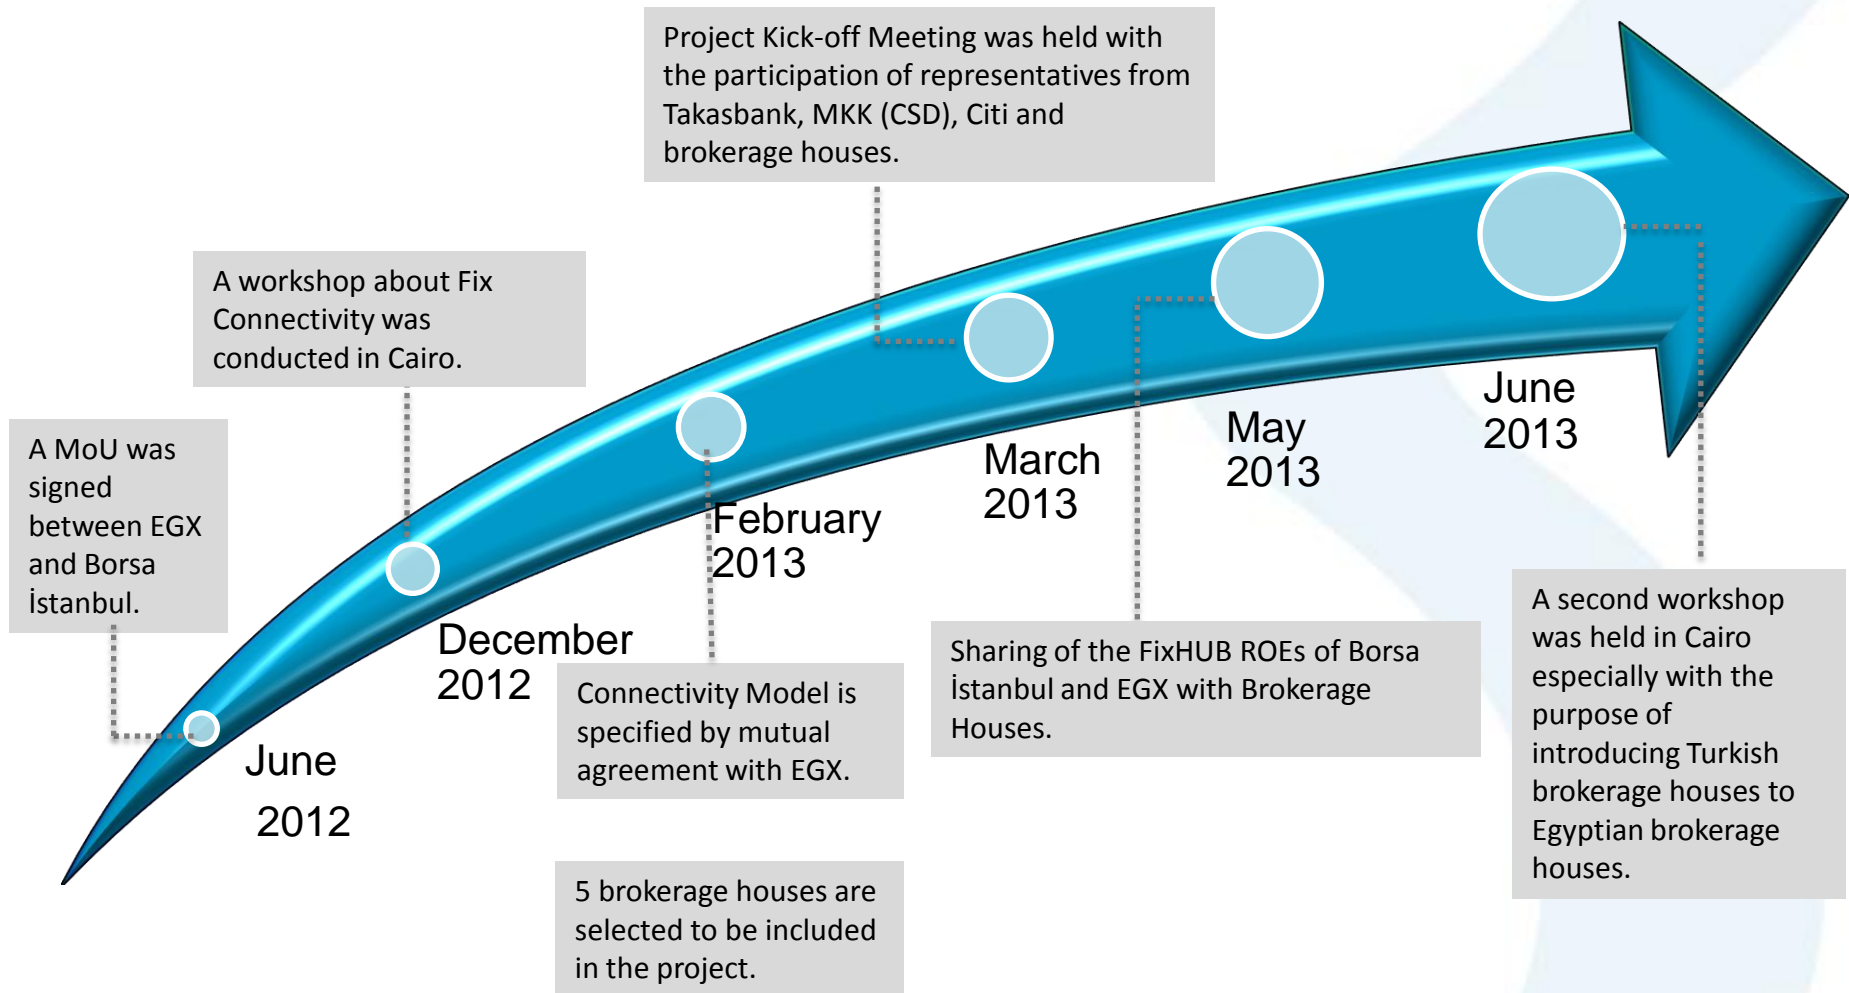 Project Kick-off Meeting was held with
the participation of representatives from
Takasbank, MKK (CSD), Citi and
brokerage houses.
A workshop about Fix
Connectivity was
conducted in Cairo.
A MoU was
signed
between EGX
and Borsa
İstanbul.
June
2012
December
2012
February
2013
March
2013
May
2013
June
2013
Connectivity Model is
specified by mutual
agreement with EGX.
5 brokerage houses are
selected to be included
in the project.
Sharing of the FixHUB ROEs of Borsa
İstanbul and EGX with Brokerage
Houses.
A second workshop
was held in Cairo
especially with the
purpose of
introducing Turkish
brokerage houses to
Egyptian brokerage
houses.